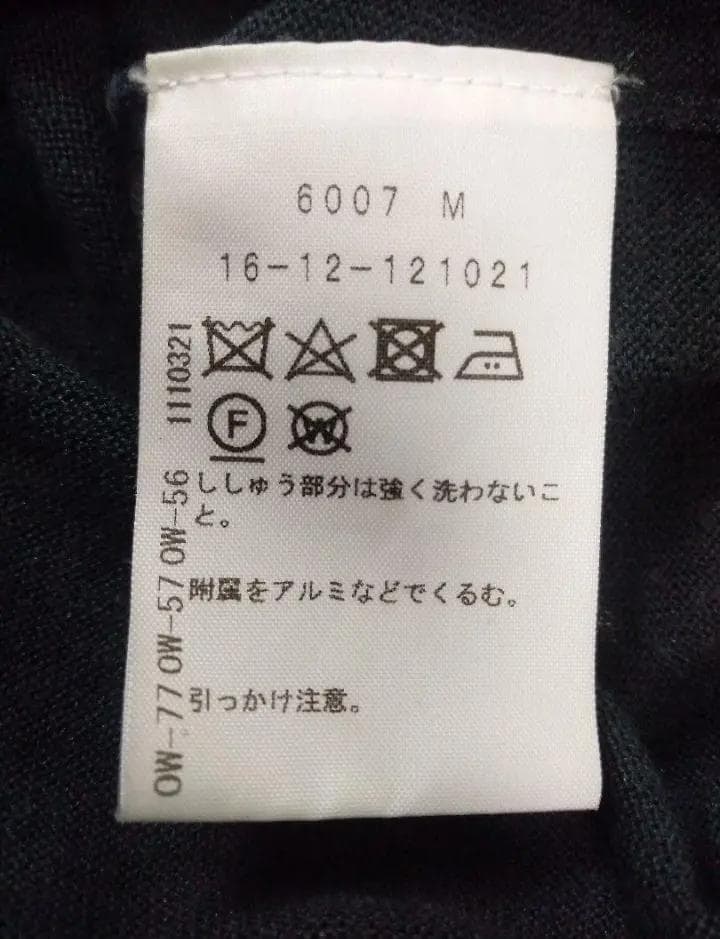 6007 M
16-12-121021
1110321
F
W
ししゅう部分は強く洗わないこ
と。
附属をアルミなどでくるむ。
引っかけ注意。
OW-77 OW-57 OW-56